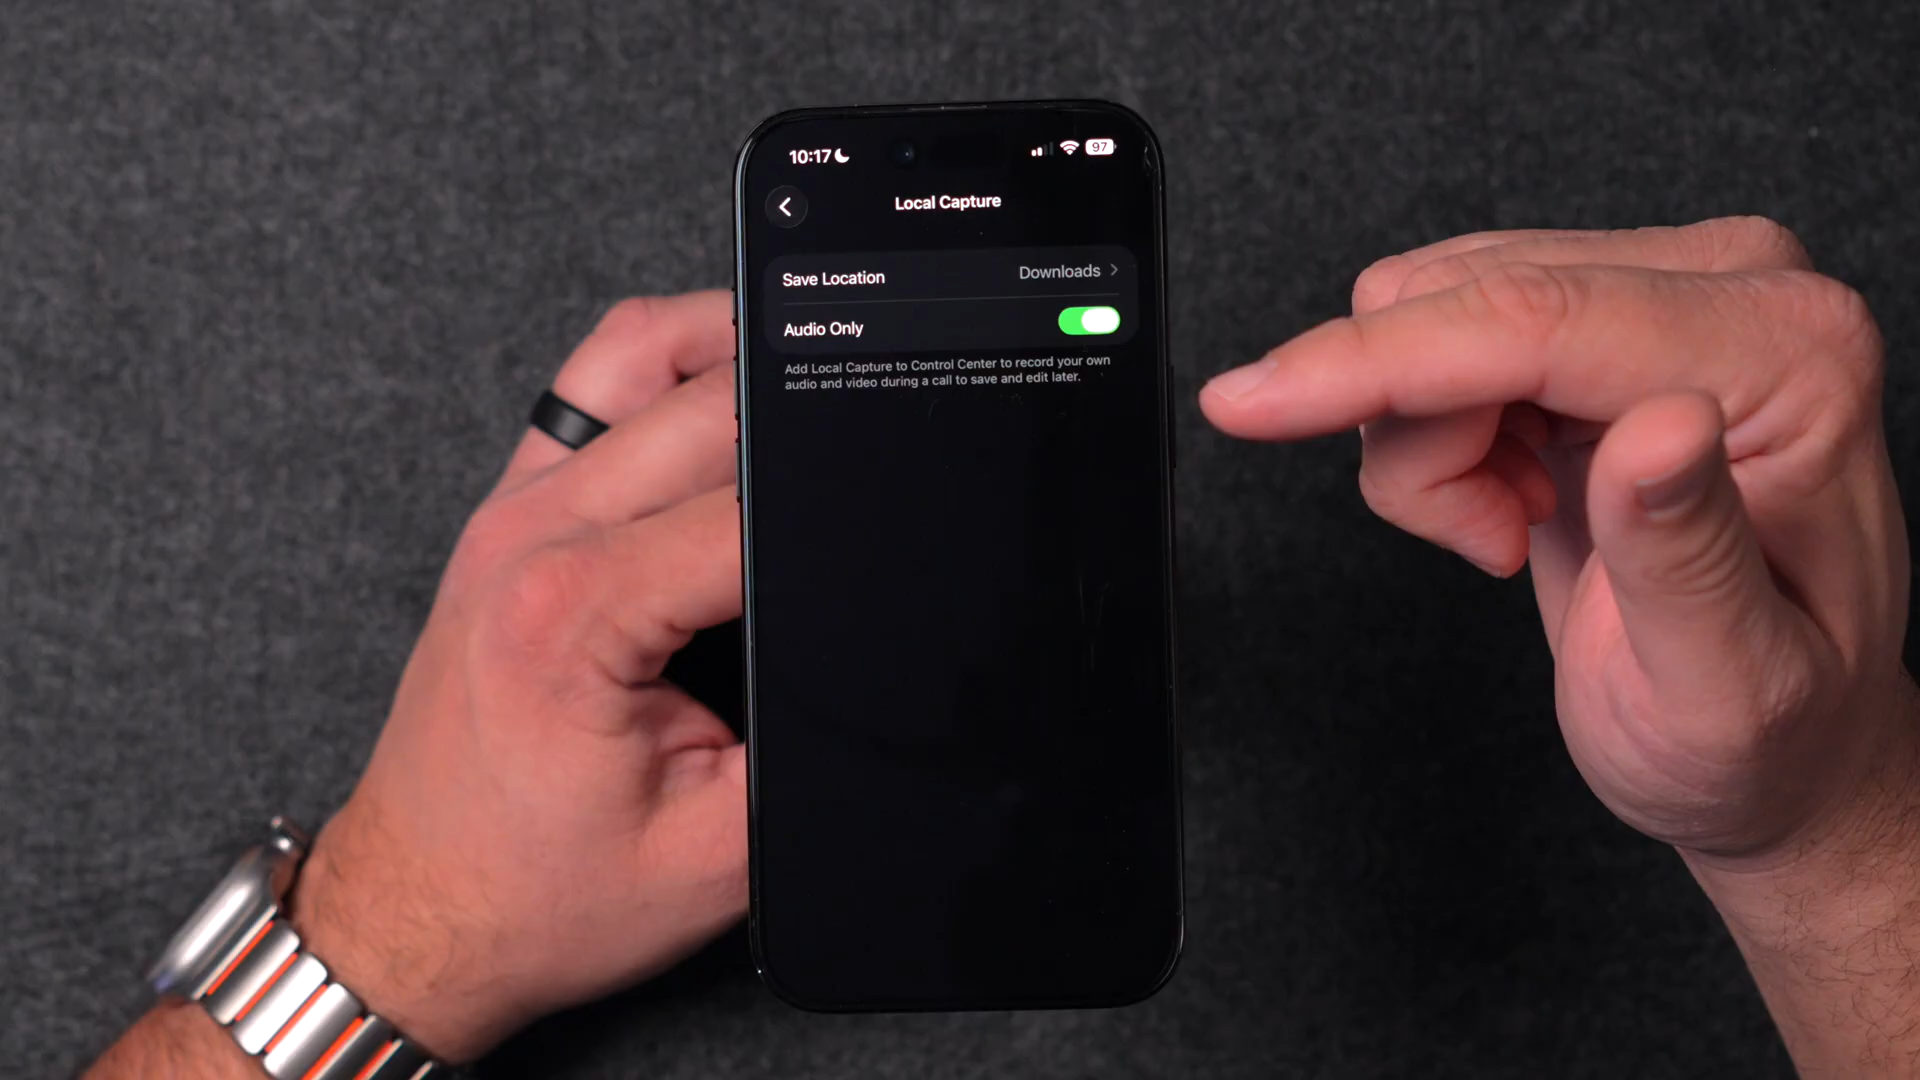 10:17
97
Local Capture
Save Location Downloads
Audio Only
Add Local Capture to Control Center to record your own
audio and video during a call to save and edit later.